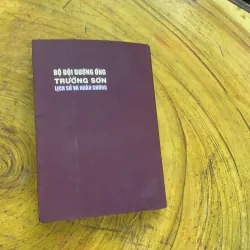 BỘ ĐỘI ĐƯỜNG ỐNG
TRƯỜNG SƠN
LỊCH SỬ VÀ NHÂN CHỨNG